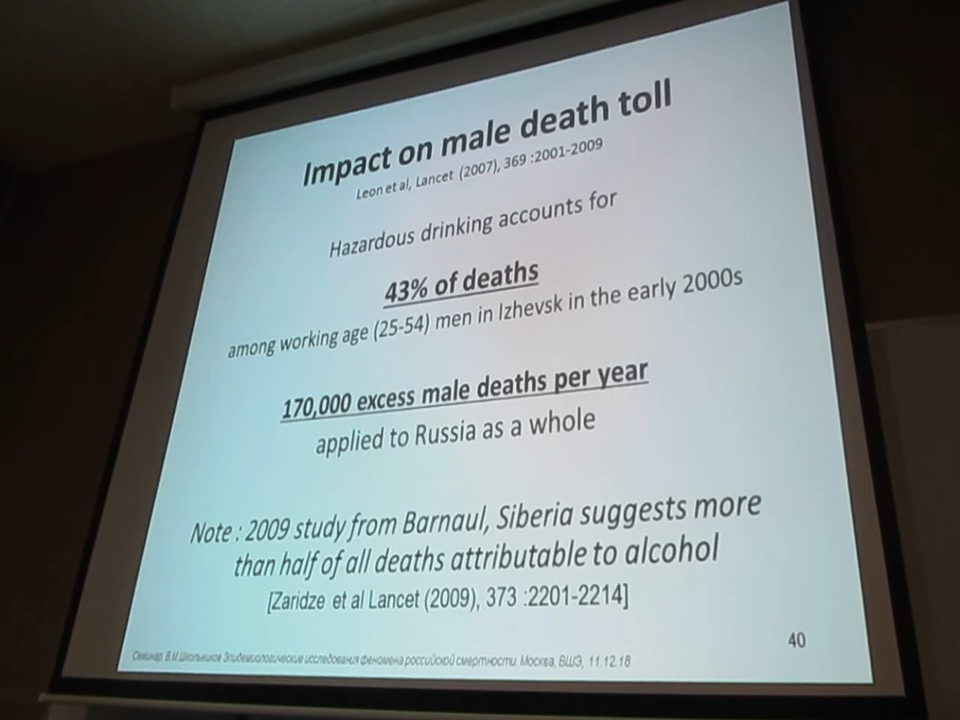 Impact on male death toll
Leon et al, Lancet (2007), 369 :2001-2009
Hazardous drinking accounts for
43% of deaths
among working age (25-54) men in Izhevsk in the early 2000s
170,000 excess male deaths per year
applied to Russia as a whole
Note : 2009 study from Barnaul, Siberia suggests more
than half of all deaths attributable to alcohol
[Zaridze et al Lancet (2009), 373 :2201-2214]
40
Семинар. В.М.Школьников Эпидемиологические исследования феномена российской смертности. Москва, ВШЭ, 11.12.18